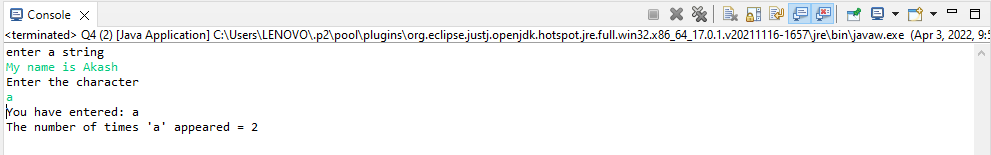 Console
<terminated> Q4 (2) [Java Application] C:\Users\LENOVO\.p2\pool\plugins\org.eclipse.justj.openjdk.hotspot.jre.full.win32.x86_64_17.0.1.v20211116-1657\jre\bin\javaw.exe (Apr 3, 2022, 9:5
enter a string
My name is Akash
Enter the character
a
You have entered: a
The number of times 'a' appeared = 2